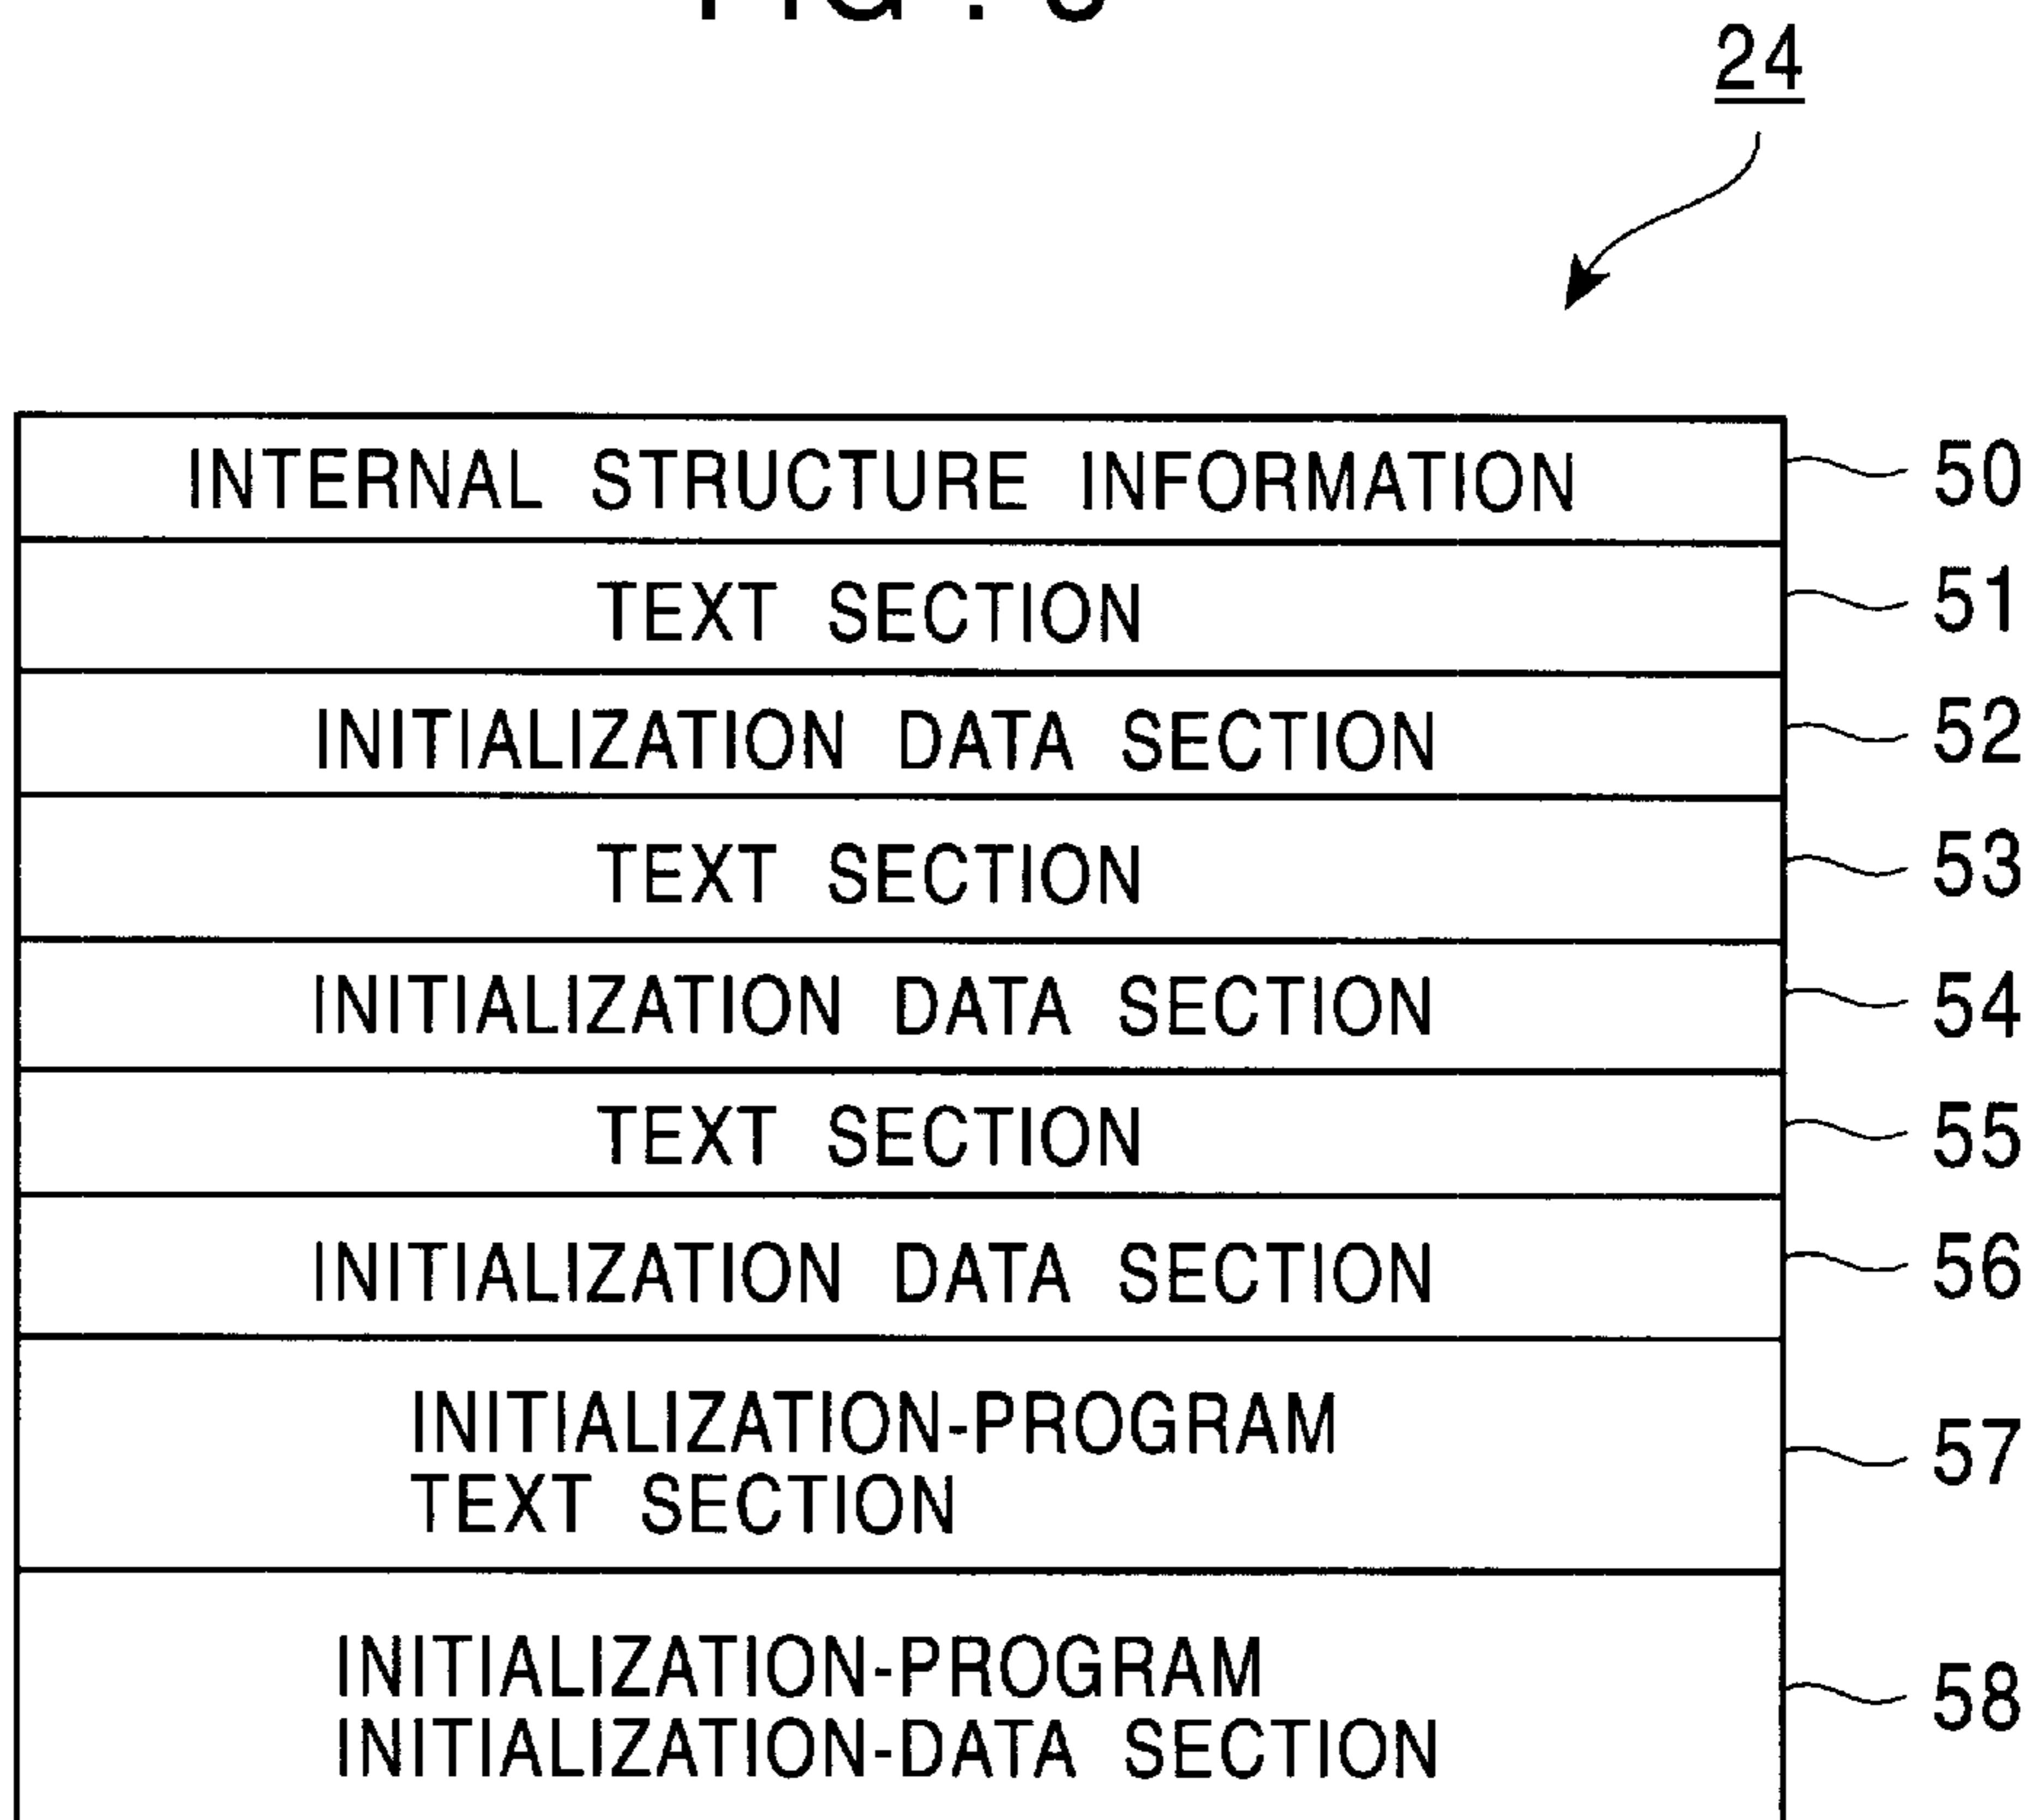 24
INTERNAL STRUCTURE INFORMATION 50
TEXT SECTION 51
INITIALIZATION DATA SECTION 52
TEXT SECTION 53
INITIALIZATION DATA SECTION 54
TEXT SECTION 55
INITIALIZATION DATA SECTION 56
INITIALIZATION-PROGRAM
TEXT SECTION 57
INITIALIZATION-PROGRAM
INITIALIZATION-DATA SECTION 58